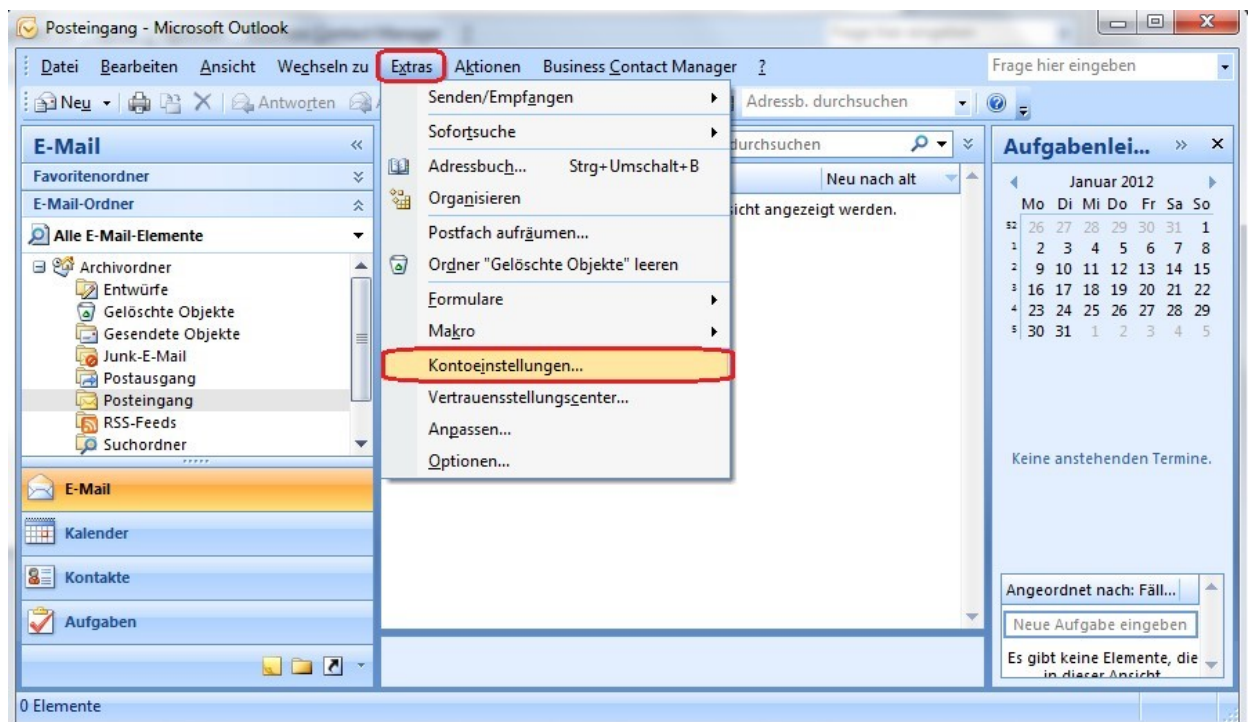 Posteingang - Microsoft Outlook
Datei Bearbeiten Ansicht Wechseln zu Extras Aktionen Business Contact Manager ? Frage hier eingeben
Neu Antworten Adressb. durchsuchen
E-Mail
Favoritenordner
E-Mail-Ordner
Alle E-Mail-Elemente
Archivordner
Entwürfe
Gelöschte Objekte
Gesendete Objekte
Junk-E-Mail
Postausgang
Posteingang
RSS-Feeds
Suchordner
E-Mail
Kalender
Kontakte
Aufgaben
Senden/Empfangen
Sofortsuche
Adressbuch... Strg+Umschalt+B
Organisieren
Postfach aufräumen...
Ordner "Gelöschte Objekte" leeren
Formulare
Makro
Kontoeinstellungen...
Vertrauensstellungscenter...
Anpassen...
Optionen...
durchsuchen
Neu nach alt
angezeigt werden.
Aufgabenlei...
Januar 2012
Mo Di Mi Do Fr Sa So
52 26 27 28 29 30 31 1
1 2 3 4 5 6 7 8
2 9 10 11 12 13 14 15
3 16 17 18 19 20 21 22
4 23 24 25 26 27 28 29
5 30 31 1 2 3 4 5
Keine anstehenden Termine.
Angeordnet nach: Fäll...
Neue Aufgabe eingeben
Es gibt keine Elemente, die
in dieser Ansicht
0 Elemente